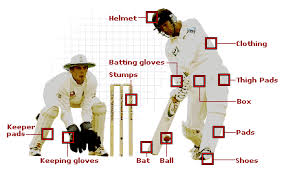 Helmet
Clothing
Batting gloves
Stumps
Thigh Pads
Box
Keeper
pads
Pads
Keeping gloves
Bat
Ball
Shoes